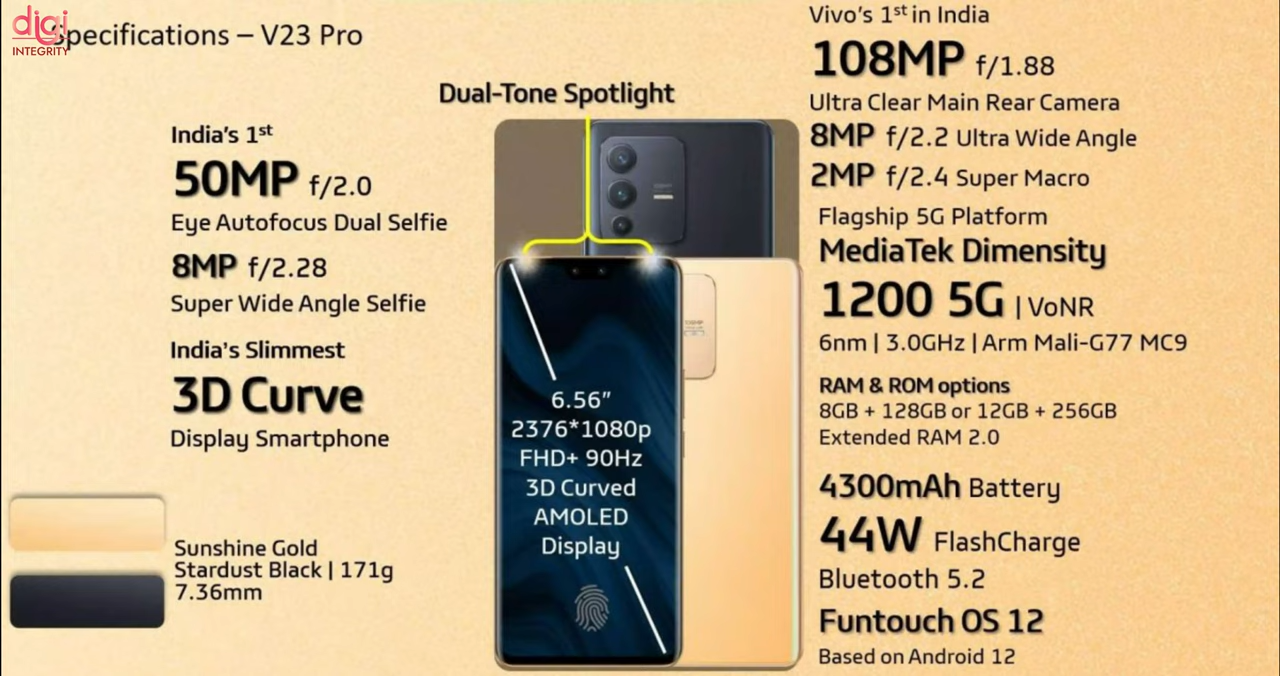 digi
INTEGRITY
Specifications – V23 Pro
Dual-Tone Spotlight
India's 1st
50MP f/2.0
Eye Autofocus Dual Selfie
8MP f/2.28
Super Wide Angle Selfie
India's Slimmest
3D Curve
Display Smartphone
Sunshine Gold
Stardust Black | 171g
7.36mm
6.56"
2376*1080p
FHD+ 90Hz
3D Curved
AMOLED
Display
Vivo's 1st in India
108MP f/1.88
Ultra Clear Main Rear Camera
8MP f/2.2 Ultra Wide Angle
2MP f/2.4 Super Macro
Flagship 5G Platform
MediaTek Dimensity
1200 5G | VoNR
6nm | 3.0GHz | Arm Mali-G77 MC9
RAM & ROM options
8GB + 128GB or 12GB + 256GB
Extended RAM 2.0
4300mAh Battery
44W FlashCharge
Bluetooth 5.2
Funtouch OS 12
Based on Android 12